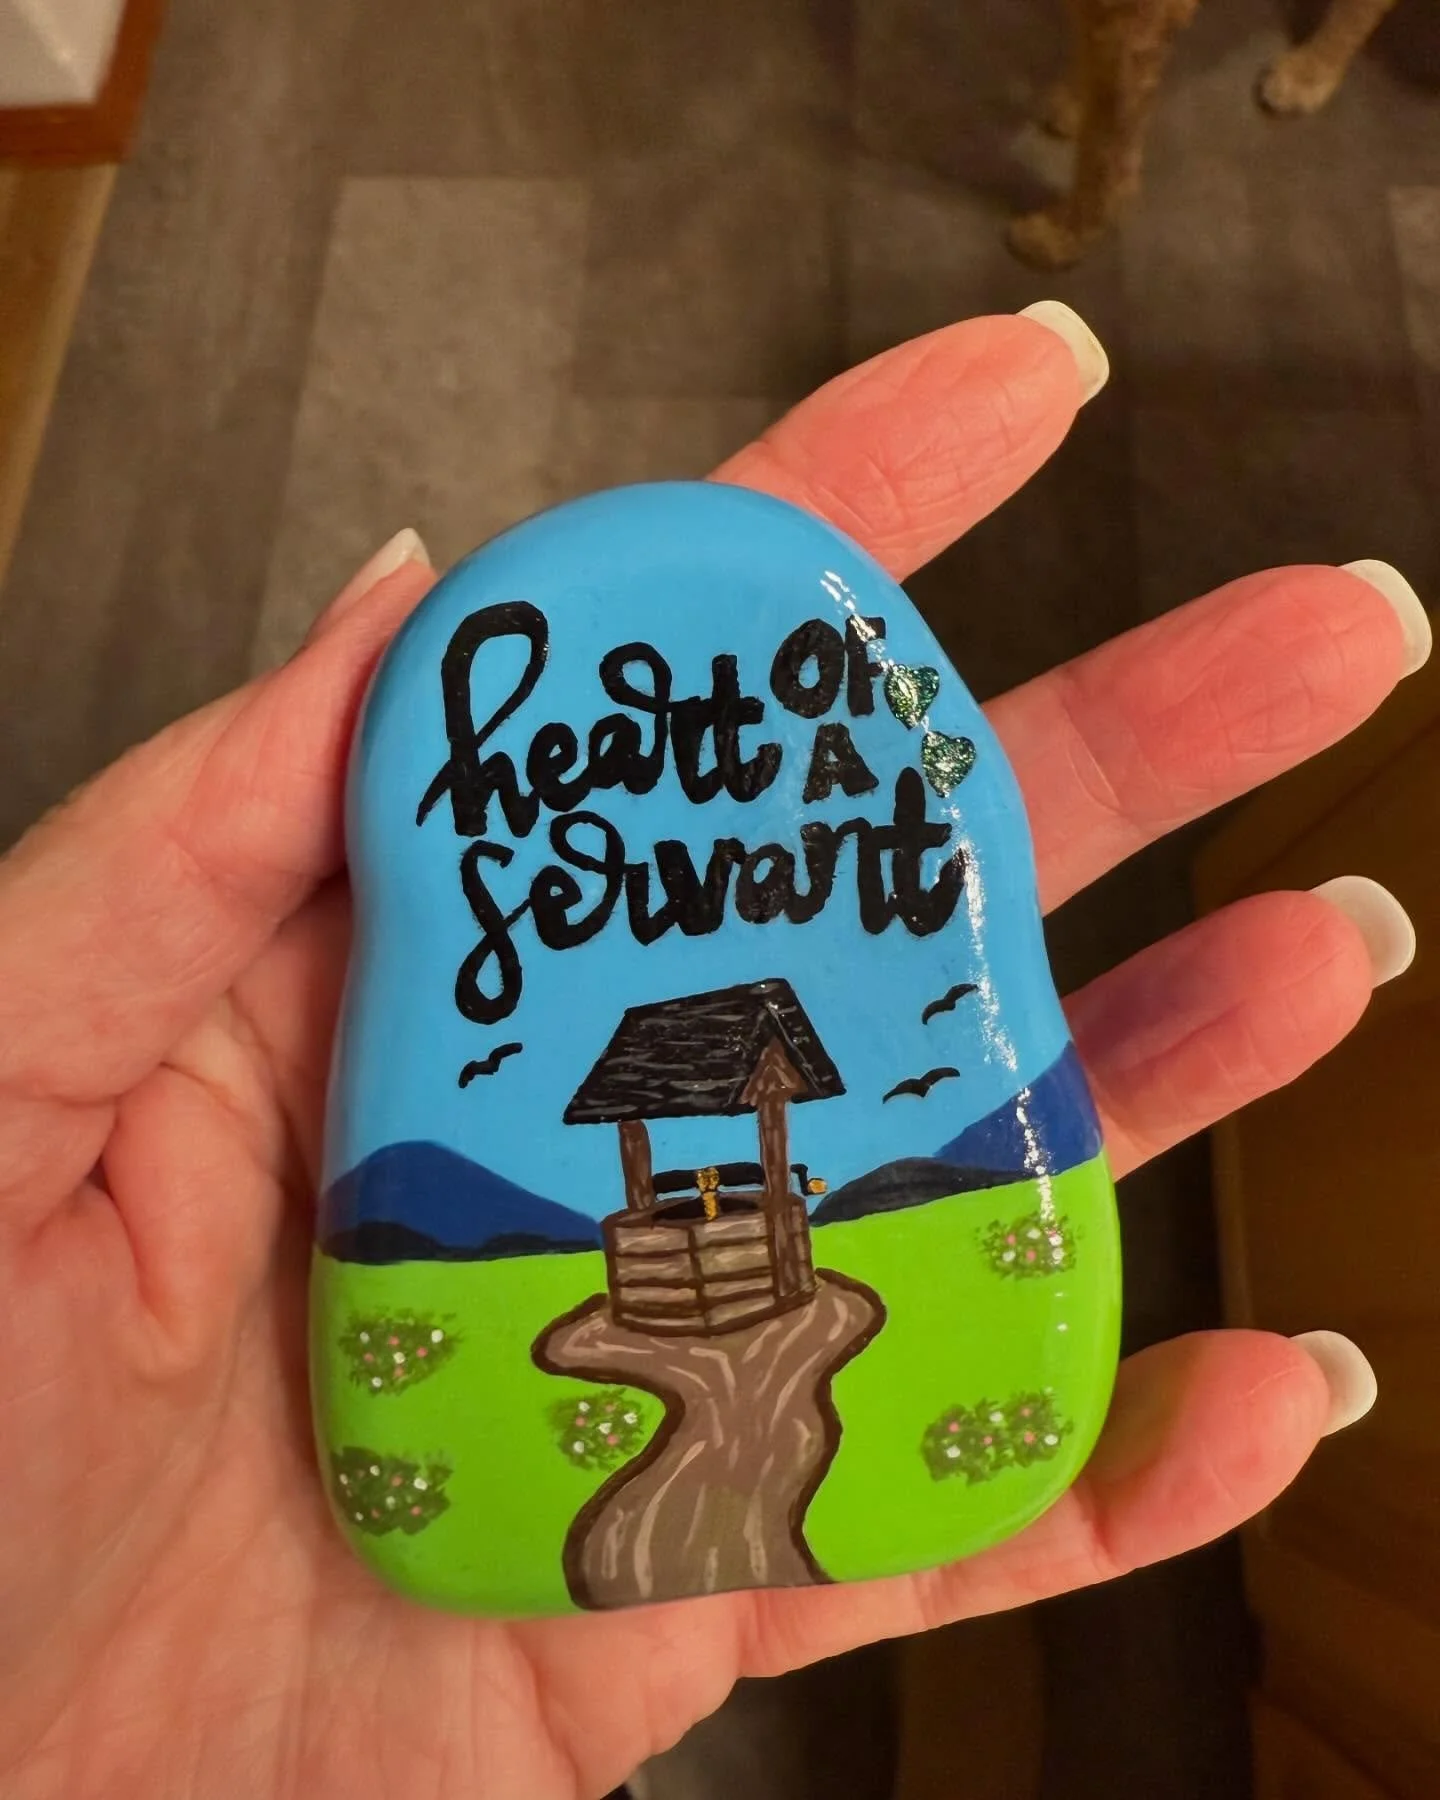 heart OF
A
servant